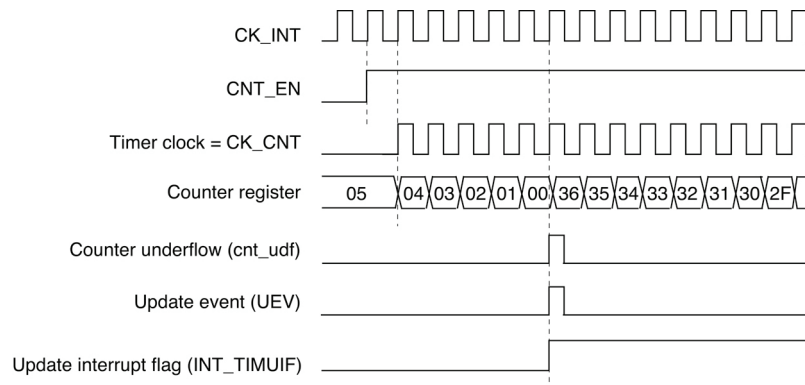 CK_INT
CNT_EN
Timer clock = CK_CNT
Counter register 05 04 03 02 01 00 36 35 34 33 32 31 30 2F
Counter underflow (cnt_udf)
Update event (UEV)
Update interrupt flag (INT_TIMUIF)